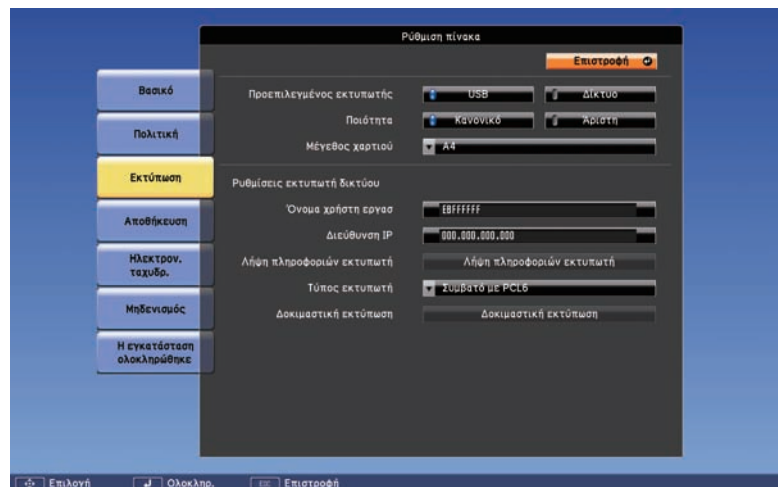 Ρύθμιση πίνακα
Επιστροφή
Βασικό
Πολιτική
Εκτύπωση
Αποθήκευση
Ηλεκτρον.
ταχυδρ.
Μηδενισμός
Η εγκατάσταση
ολοκληρώθηκε
Προεπιλεγμένος εκτυπωτής USB Δίκτυο
Ποιότητα Κανονικό Άριστη
Μέγεθος χαρτιού A4
Ρυθμίσεις εκτυπωτή δικτύου
Όνομα χρήστη εργασ EBFFFFFF
Διεύθυνση IP 000.000.000.000
Λήψη πληροφοριών εκτυπωτή Λήψη πληροφοριών εκτυπωτή
Τύπος εκτυπωτή Συμβατό με PCL6
Δοκιμαστική εκτύπωση Δοκιμαστική εκτύπωση
Επιλογή Ολοκληρ. ESC Επιστροφή